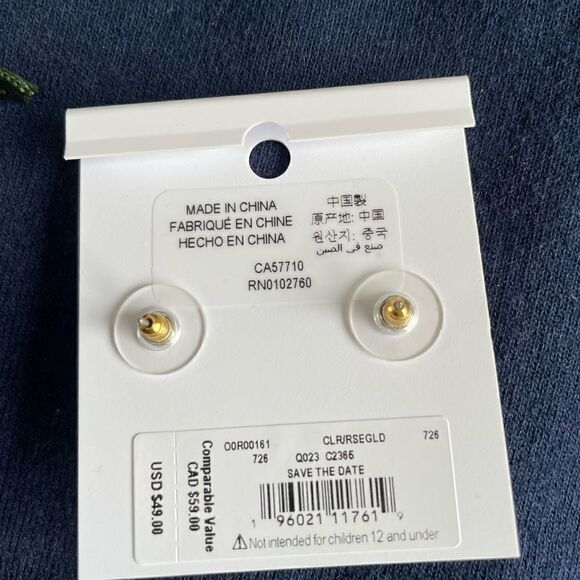 MADE IN CHINA
FABRIQUÉ EN CHINE
HECHO EN CHINA
中国製
原产地: 中国
원산지: 중국
صنع في الصين
CA57710
RN0102760
Comparable Value
CAD $59.00
USD $49.00
O0R00161 CLR/RSEGLD 726
726 Q023 C2365
SAVE THE DATE
1 96021 11761 9
Not intended for children 12 and under